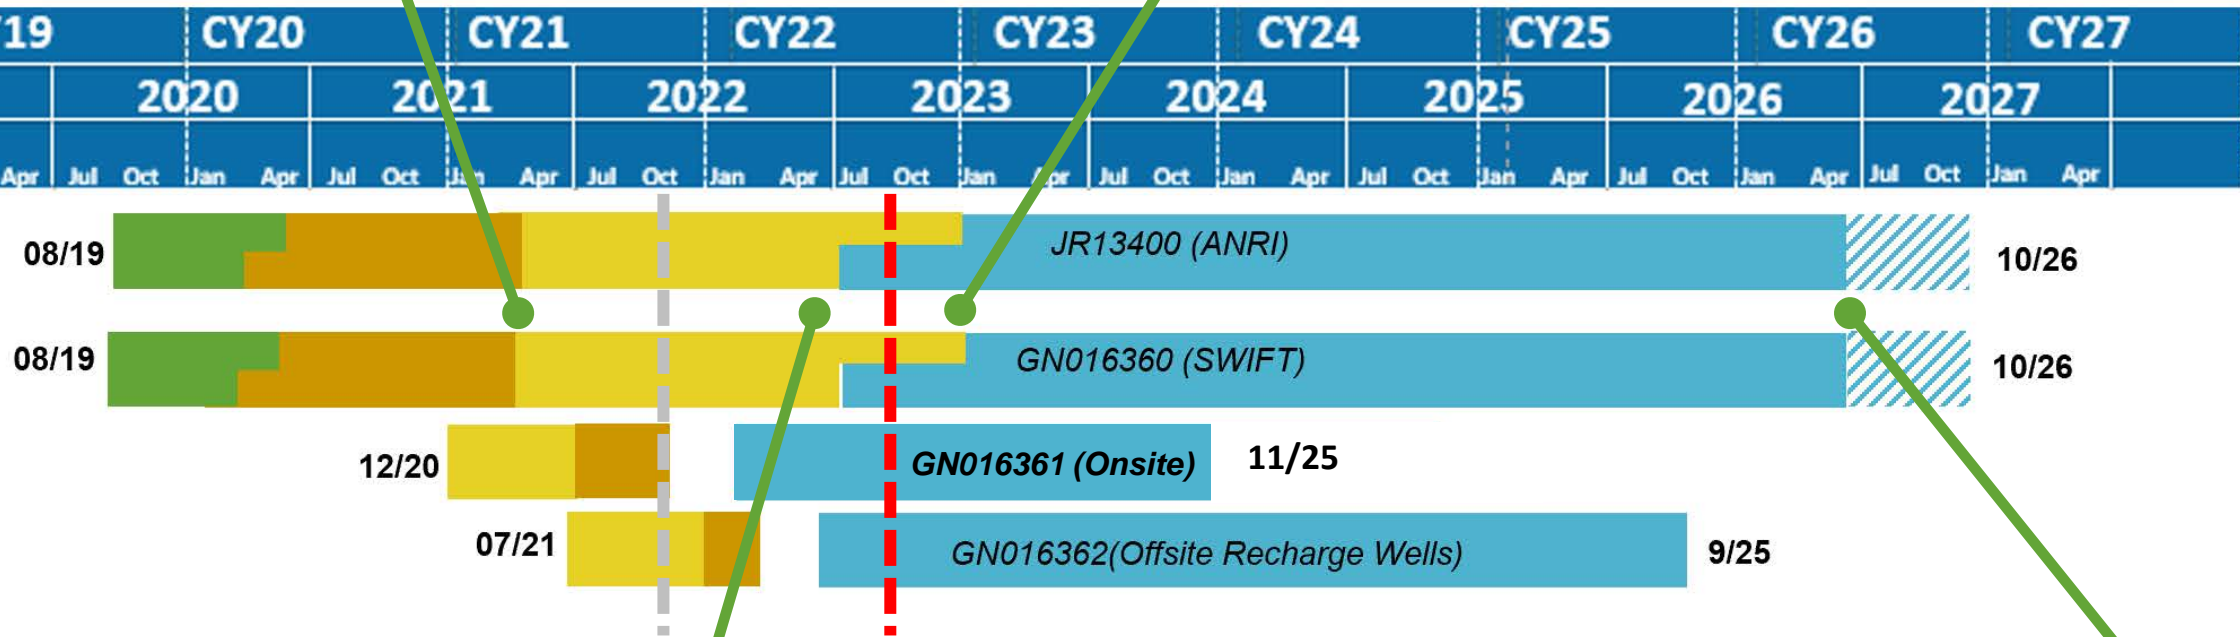 '19 CY20 CY21 CY22 CY23 CY24 CY25 CY26 CY27
2020 2021 2022 2023 2024 2025 2026 2027
Apr Jul Oct Jan Apr Jul Oct Jan Apr Jul Oct Jan Apr Jul Oct Jan Apr Jul Oct Jan Apr Jul Oct Jan Apr Jul Oct Jan Apr Jul Oct Jan Apr
08/19 JR13400 (ANRI) 10/26
08/19 GN016360 (SWIFT) 10/26
12/20 GN016361 (Onsite) 11/25
07/21 GN016362(Offsite Recharge Wells) 9/25